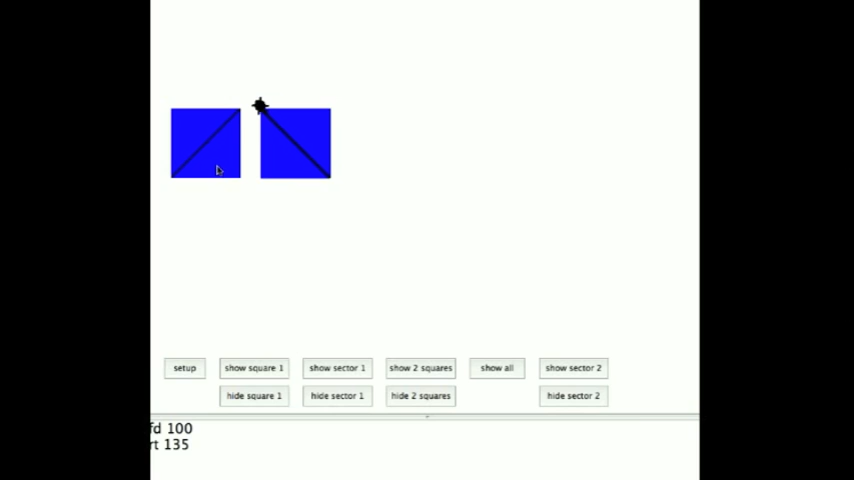 setup show square 1 show sector 1 show 2 squares show all show sector 2
hide square 1 hide sector 1 hide 2 squares hide sector 2
fd 100
rt 135